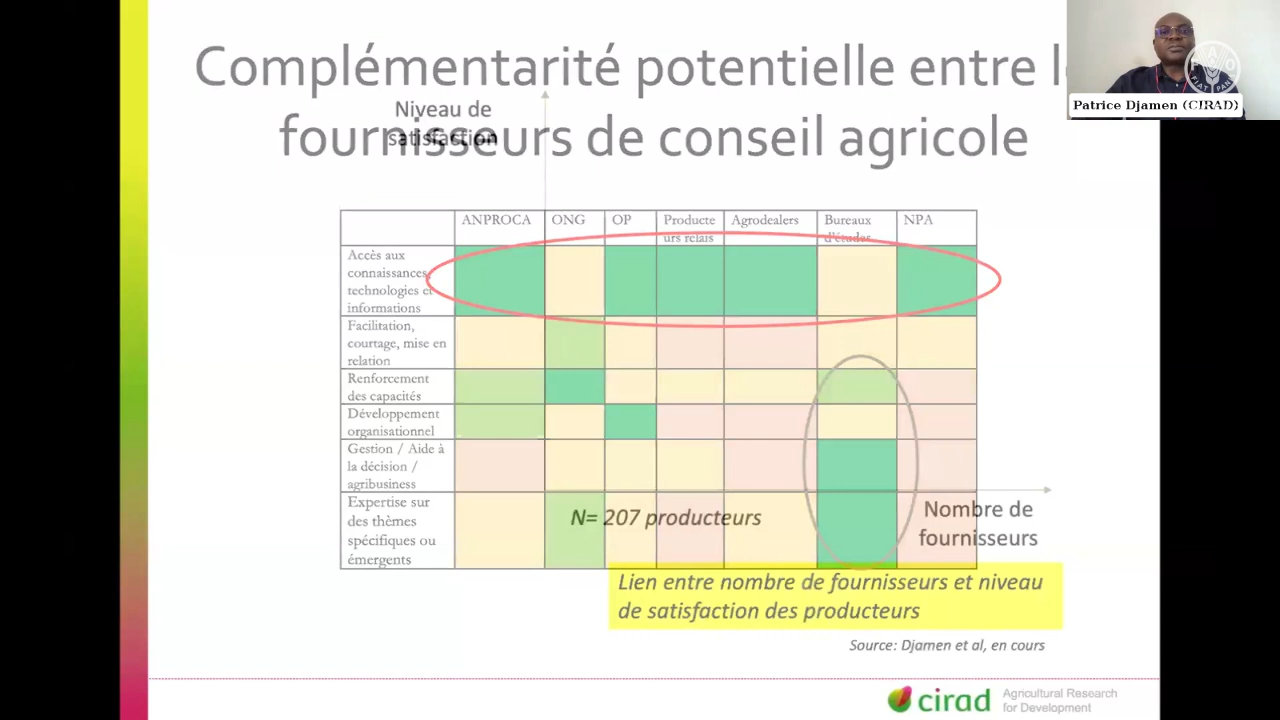 Complémentarité potentielle entre l
fournisseurs de conseil agricole
Niveau de
satisfaction
Patrice Djamen (CIRAD)
FIAT PAN
ANPROCA
ONG
OP
Producte
urs relais
Agrodealers
Bureaux
d'études
NPA
Accès aux
connaissances,
technologies et
informations
Facilitation,
courtage, mise en
relation
Renforcement
des capacités
Développement
organisationnel
Gestion / Aide à
la décision /
agribusiness
Expertise sur
des thèmes
spécifiques ou
émergents
N= 207 producteurs
Nombre de
fournisseurs
Lien entre nombre de fournisseurs et niveau
de satisfaction des producteurs
Source: Djamen et al, en cours
cirad
Agricultural Research
for Development